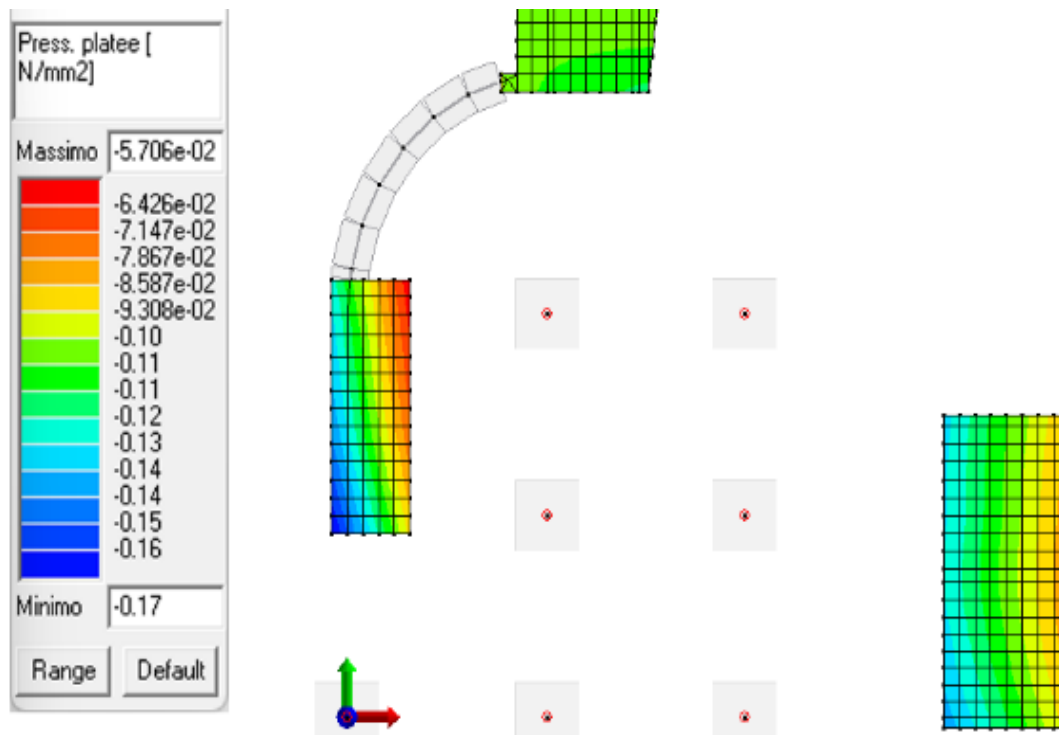 Press. platee [
N/mm2]
Massimo -5.706e-02
-6.426e-02
-7.147e-02
-7.867e-02
-8.587e-02
-9.308e-02
-0.10
-0.11
-0.11
-0.12
-0.13
-0.14
-0.14
-0.15
-0.16
Minimo -0.17
Range Default